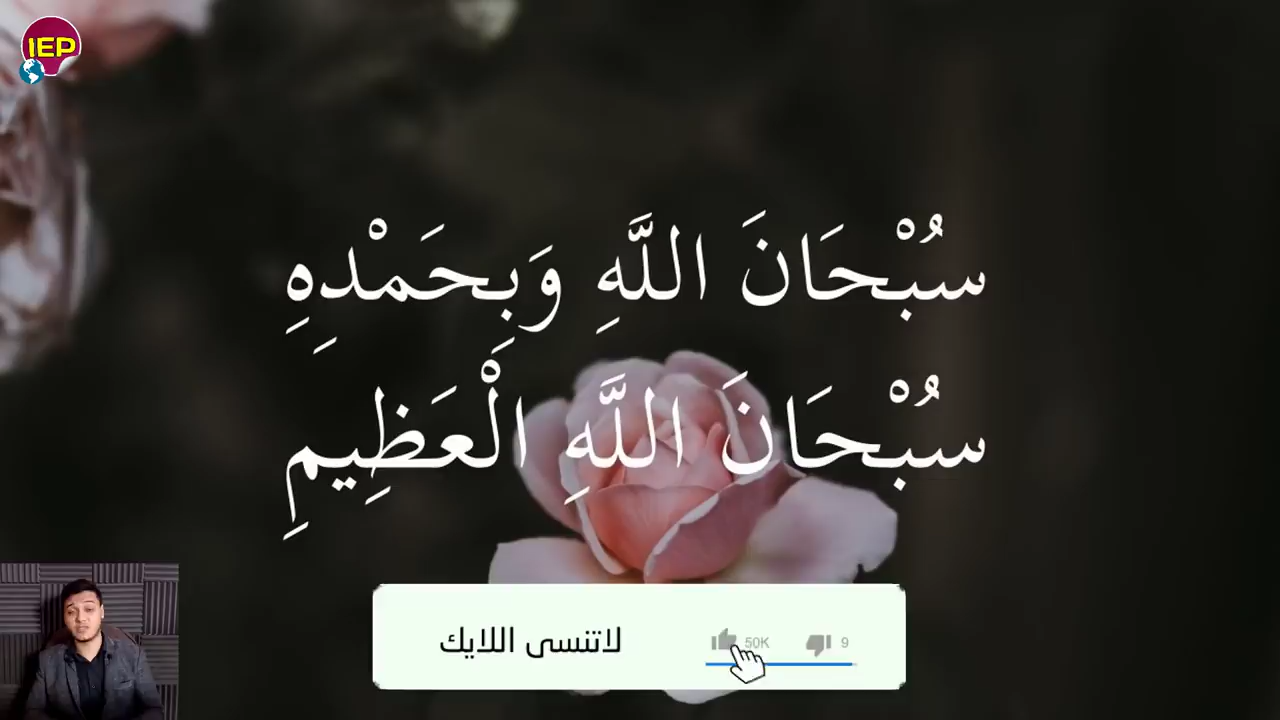 IEP
سُبْحَانَ اللَّهِ وَبِحَمْدِهِ
سُبْحَانَ اللَّهِ الْعَظِيمِ
لاتنسى اللايك
50K 9